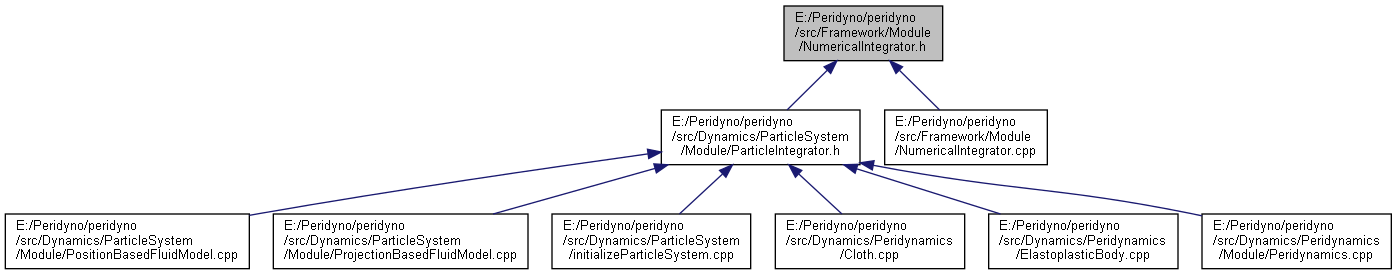 E:/Peridyno/peridyno
/src/Framework/Module
/NumericalIntegrator.h
E:/Peridyno/peridyno
/src/Dynamics/ParticleSystem
/Module/ParticleIntegrator.h
E:/Peridyno/peridyno
/src/Framework/Module
/NumericalIntegrator.cpp
E:/Peridyno/peridyno
/src/Dynamics/ParticleSystem
/Module/PositionBasedFluidModel.cpp
E:/Peridyno/peridyno
/src/Dynamics/ParticleSystem
/Module/ProjectionBasedFluidModel.cpp
E:/Peridyno/peridyno
/src/Dynamics/ParticleSystem
/initializeParticleSystem.cpp
E:/Peridyno/peridyno
/src/Dynamics/Peridynamics
/Cloth.cpp
E:/Peridyno/peridyno
/src/Dynamics/Peridynamics
/ElastoplasticBody.cpp
E:/Peridyno/peridyno
/src/Dynamics/Peridynamics
/Module/Peridynamics.cpp